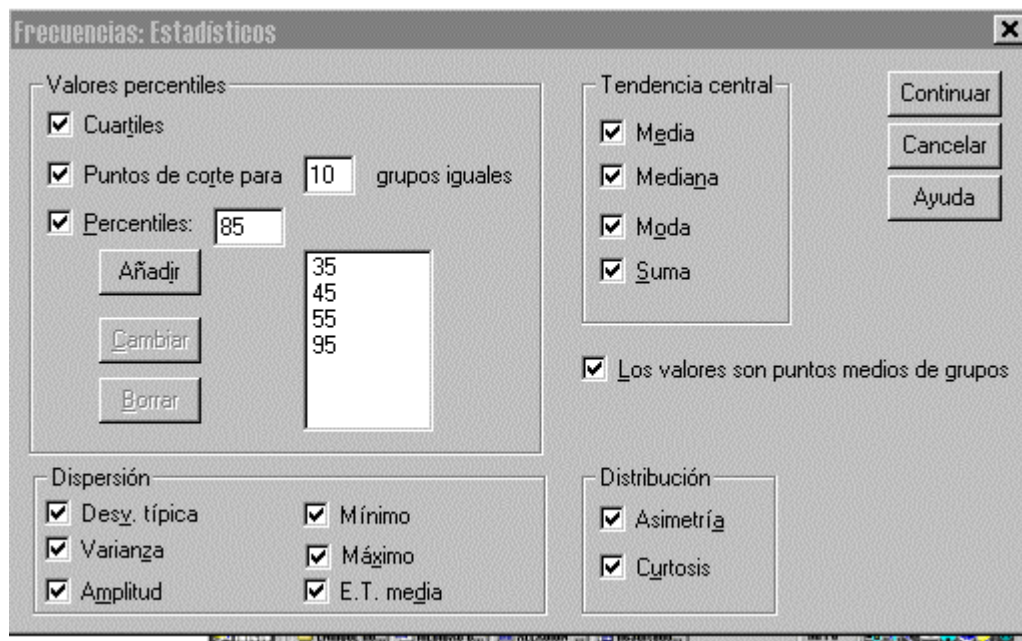 Frecuencias: Estadísticos
Valores percentiles
Cuartiles
Puntos de corte para 10 grupos iguales
Percentiles: 85
Añadir
Cambiar
Borrar
35
45
55
95
Tendencia central
Media
Mediana
Moda
Suma
Continuar
Cancelar
Ayuda
Los valores son puntos medios de grupos
Dispersión
Desv. típica
Varianza
Amplitud
Mínimo
Máximo
E.T. media
Distribución
Asimetría
Curtosis